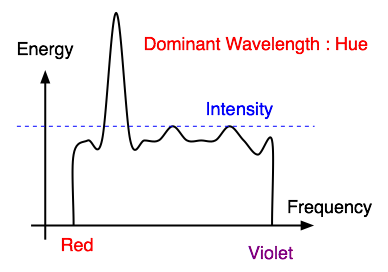 Energy
Dominant Wavelength : Hue
Intensity
Frequency
Red
Violet